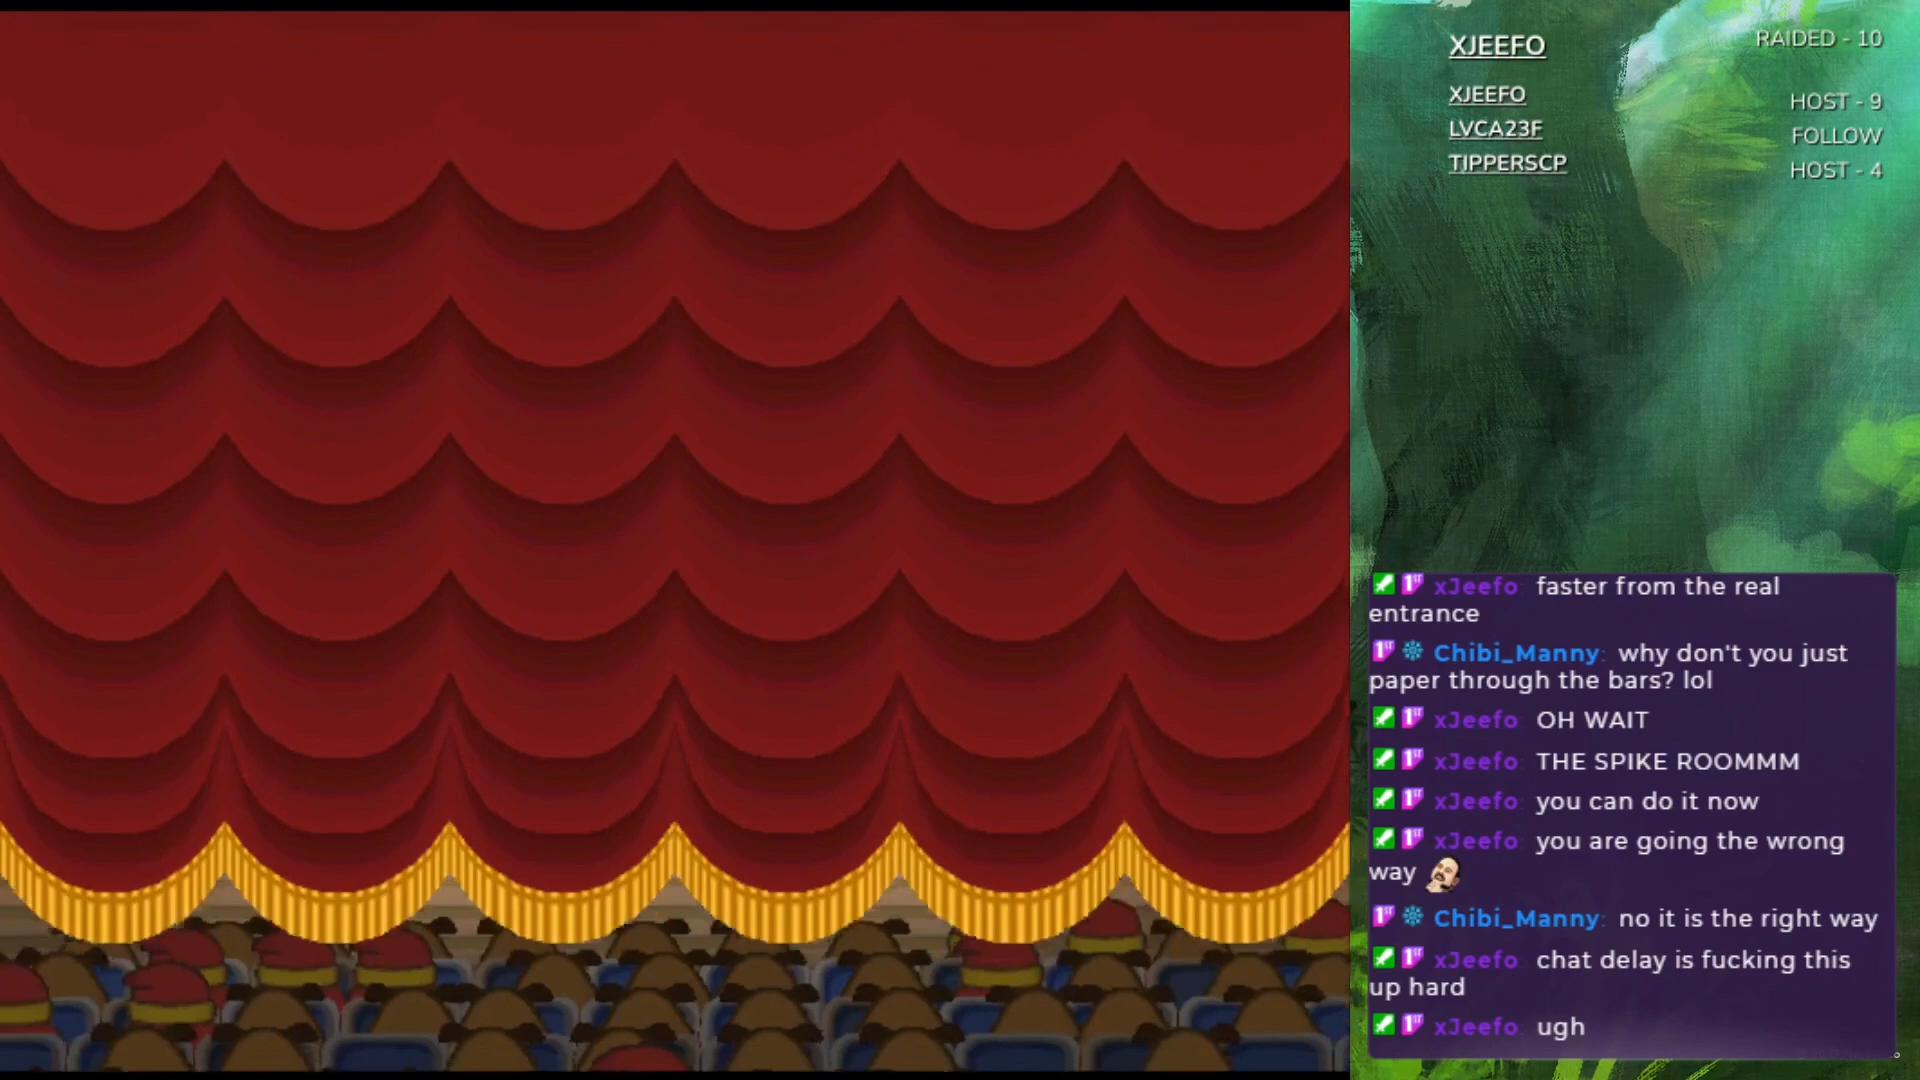 XJEEFO RAIDED - 10
XJEEFO HOST - 9
LVCA23F FOLLOW
TIPPERSCP HOST - 4
xJeefo: faster from the real
entrance
Chibi_Manny: why don't you just
paper through the bars? lol
xJeefo: OH WAIT
xJeefo: THE SPIKE ROOMMM
xJeefo: you can do it now
xJeefo: you are going the wrong
way
Chibi_Manny: no it is the right way
xJeefo: chat delay is fucking this
up hard
xJeefo: ugh